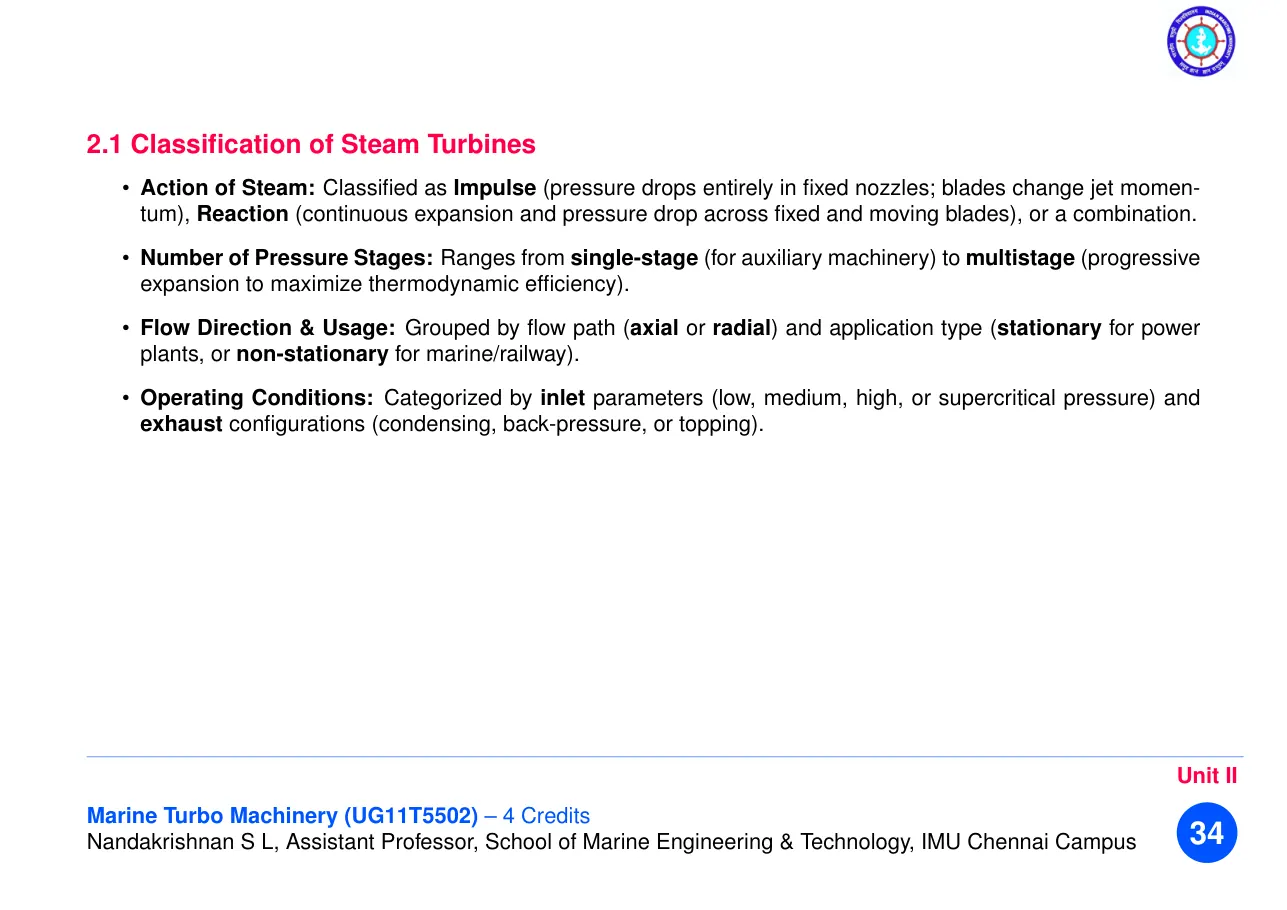 2.1 Classification of Steam Turbines
• Action of Steam: Classified as Impulse (pressure drops entirely in fixed nozzles; blades change jet momen-
tum), Reaction (continuous expansion and pressure drop across fixed and moving blades), or a combination.
• Number of Pressure Stages: Ranges from single-stage (for auxiliary machinery) to multistage (progressive
expansion to maximize thermodynamic efficiency).
• Flow Direction & Usage: Grouped by flow path (axial or radial) and application type (stationary for power
plants, or non-stationary for marine/railway).
• Operating Conditions: Categorized by inlet parameters (low, medium, high, or supercritical pressure) and
exhaust configurations (condensing, back-pressure, or topping).
Unit II
Marine Turbo Machinery (UG11T5502) – 4 Credits
Nandakrishnan S L, Assistant Professor, School of Marine Engineering & Technology, IMU Chennai Campus
34